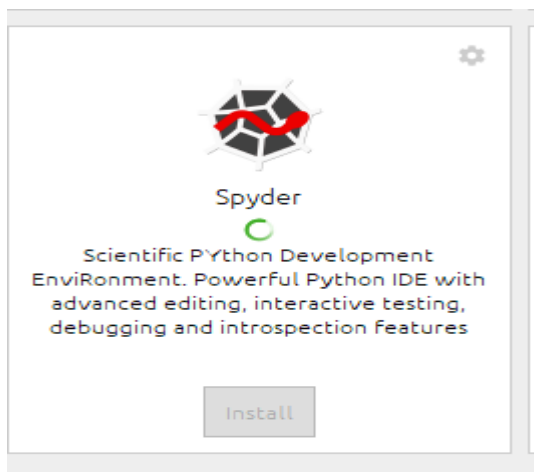 Spyder
Scientific PYthon Development
EnviRonment. Powerful Python IDE with
advanced editing, interactive testing,
debugging and introspection features
Install